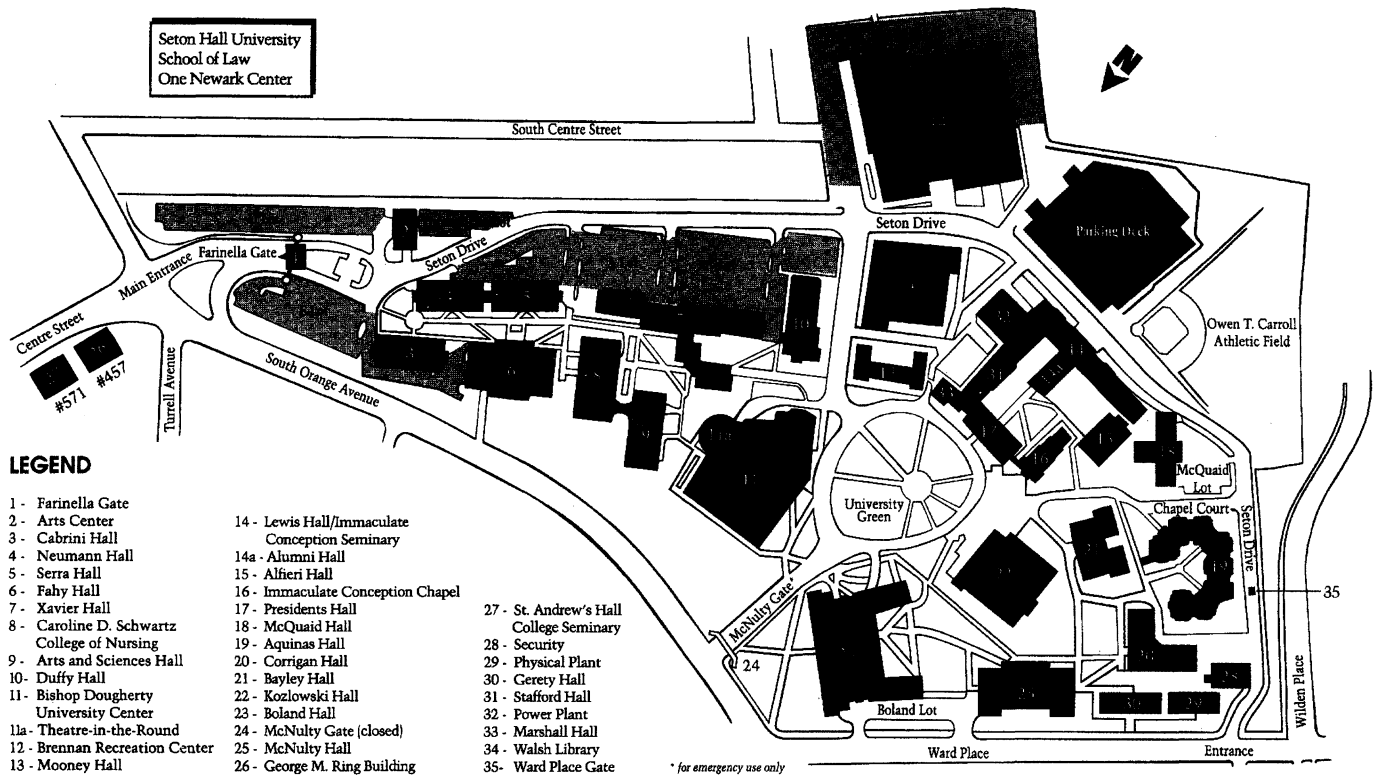 Seton Hall University
School of Law
One Newark Center
N
South Centre Street
Seton Drive
Parking Deck
Farinella Gate
Seton Drive
Main Entrance
Owen T. Carroll
Athletic Field
Centre Street
#571
#457
Turrell Avenue
South Orange Avenue
McQuaid
Lot
University
Green
Chapel Court
Seton Drive
35
McNulty Gate*
24
Boland Lot
Wilden Place
Ward Place
Entrance
LEGEND
1 - Farinella Gate
2 - Arts Center
3 - Cabrini Hall
4 - Neumann Hall
5 - Serra Hall
6 - Fahy Hall
7 - Xavier Hall
8 - Caroline D. Schwartz
College of Nursing
9 - Arts and Sciences Hall
10- Duffy Hall
11- Bishop Dougherty
University Center
11a- Theatre-in-the-Round
12 - Brennan Recreation Center
13 - Mooney Hall
14 - Lewis Hall/Immaculate
Conception Seminary
14a - Alumni Hall
15 - Alfieri Hall
16 - Immaculate Conception Chapel
17 - Presidents Hall
18 - McQuaid Hall
19 - Aquinas Hall
20 - Corrigan Hall
21 - Bayley Hall
22 - Kozlowski Hall
23 - Boland Hall
24 - McNulty Gate (closed)
25 - McNulty Hall
26 - George M. Ring Building
27 - St. Andrew's Hall
College Seminary
28 - Security
29 - Physical Plant
30 - Gerety Hall
31 - Stafford Hall
32 - Power Plant
33 - Marshall Hall
34 - Walsh Library
35- Ward Place Gate
* for emergency use only